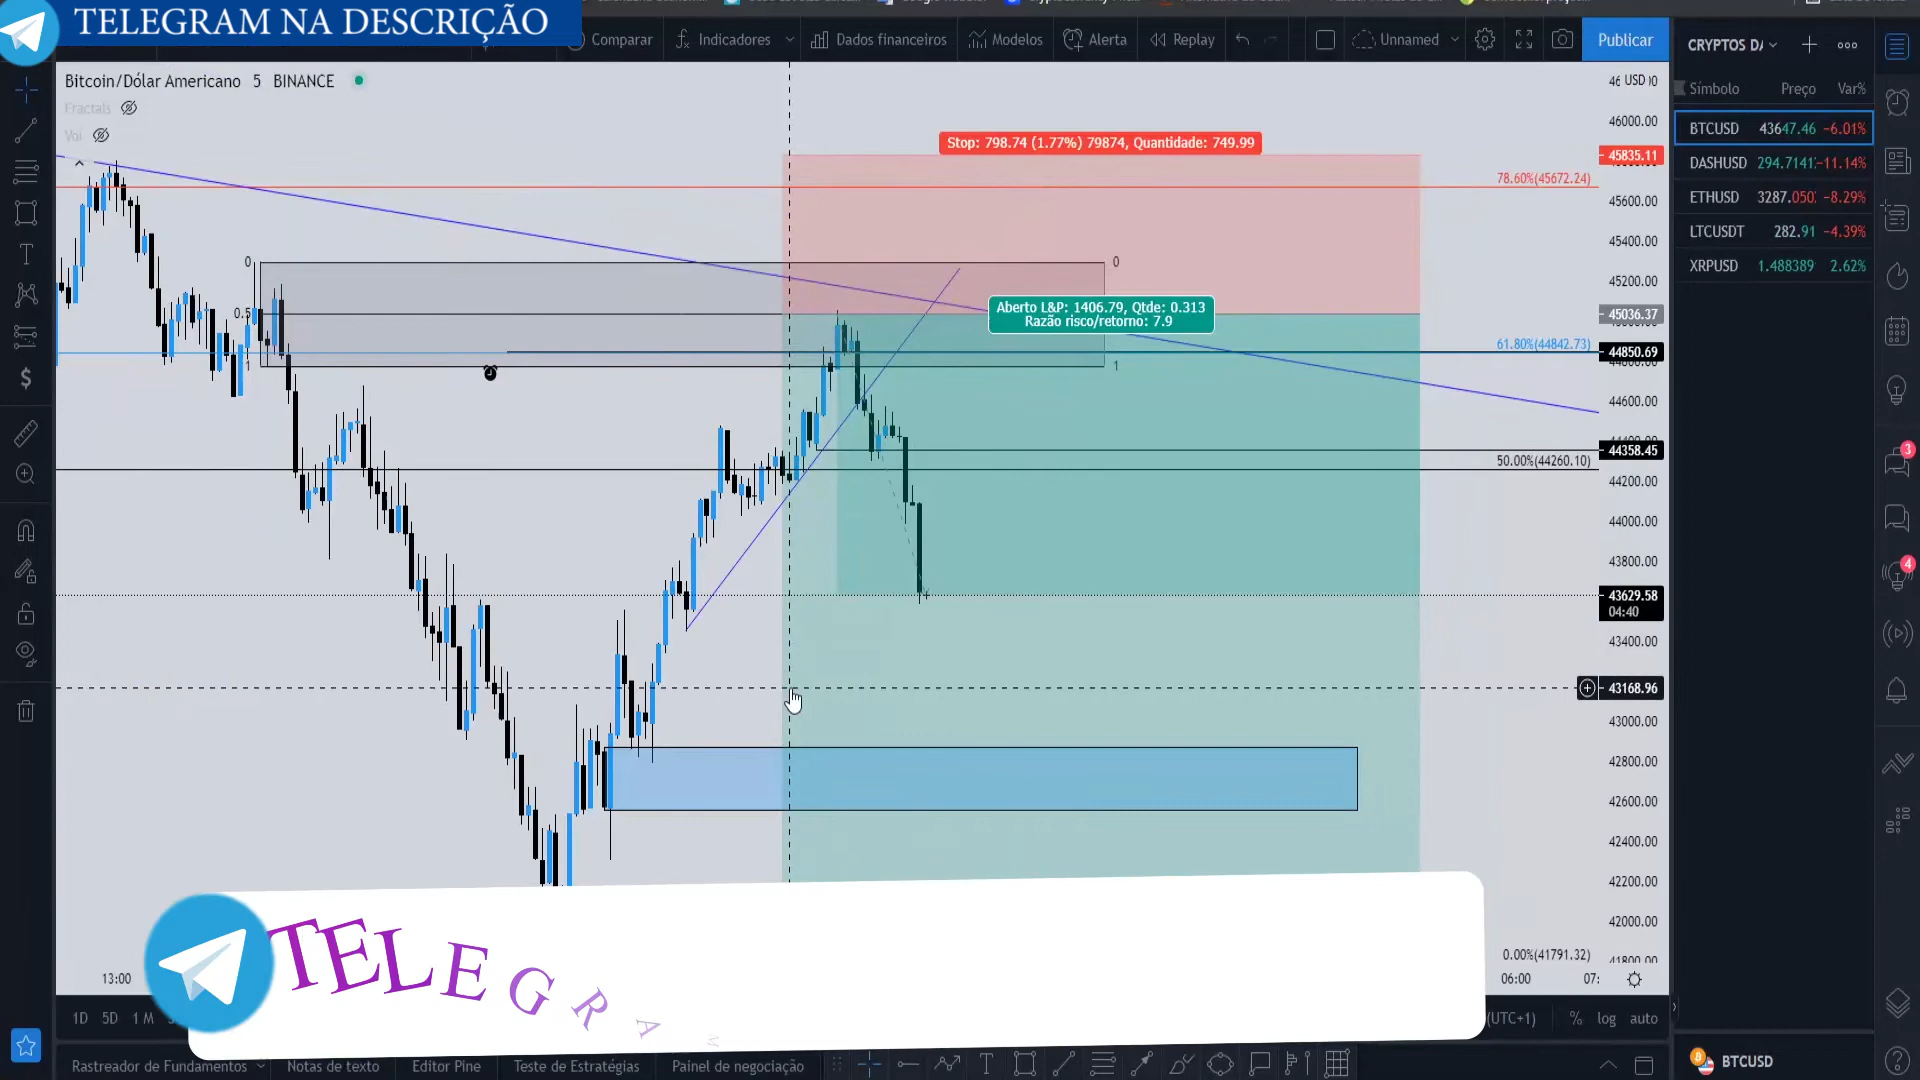 TELEGRAM NA DESCRIÇÃO
Comparar
Indicadores
Dados financeiros
Modelos
Alerta
Replay
Unnamed
Publicar
CRYPTOS DA
Bitcoin/Dólar Americano 5 BINANCE
Fractals
Vol
Símbolo Preço Var%
BTCUSD 43647.46 −6.01%
DASHUSD 294.7141 −11.14%
ETHUSD 3287.050 −8.29%
LTCUSDT 282.91 −4.39%
XRPUSD 1.488389 2.62%
Stop: 798.74 (1.77%) 79874, Quantidade: 749.99
Aberto L&P: 1406.79, Qtde: 0.313
Razão risco/retorno: 7.9
78.60%(45672.24)
61.80%(44842.73)
50.00%(44260.10)
0.00%(41791.32)
0
0
0.5
1
1
USD
46000.00
45835.11
45600.00
45400.00
45200.00
45036.37
44850.69
44600.00
44358.45
44200.00
44000.00
43800.00
43629.58
04:40
43400.00
43168.96
43000.00
42800.00
42600.00
42400.00
42200.00
42000.00
41800.00
3
4
TELEGRAM
13:00
06:00
07:
1D 5D 1M
(UTC+1)
%
log
auto
Rastreador de Fundamentos
Notas de texto
Editor Pine
Teste de Estratégias
Painel de negociação
BTCUSD